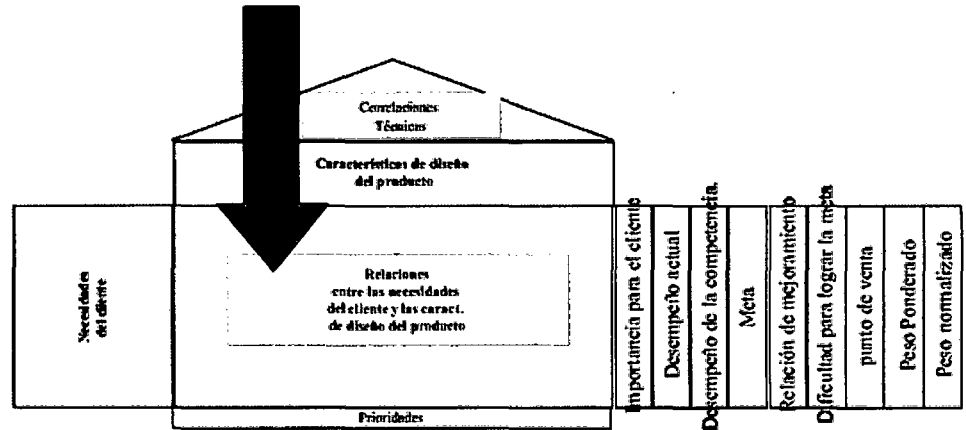 Correlaciones
Técnicas
Características de diseño
del producto
Necesidades
del cliente
Relaciones
entre las necesidades
del cliente y las caract.
de diseño del producto
Importancia para el cliente
Desempeño actual
Desempeño de la competencia.
Meta
Relación de mejoramiento
Dificultad para lograr la meta
punto de venta
Peso Ponderado
Peso normalizado
Prioridades